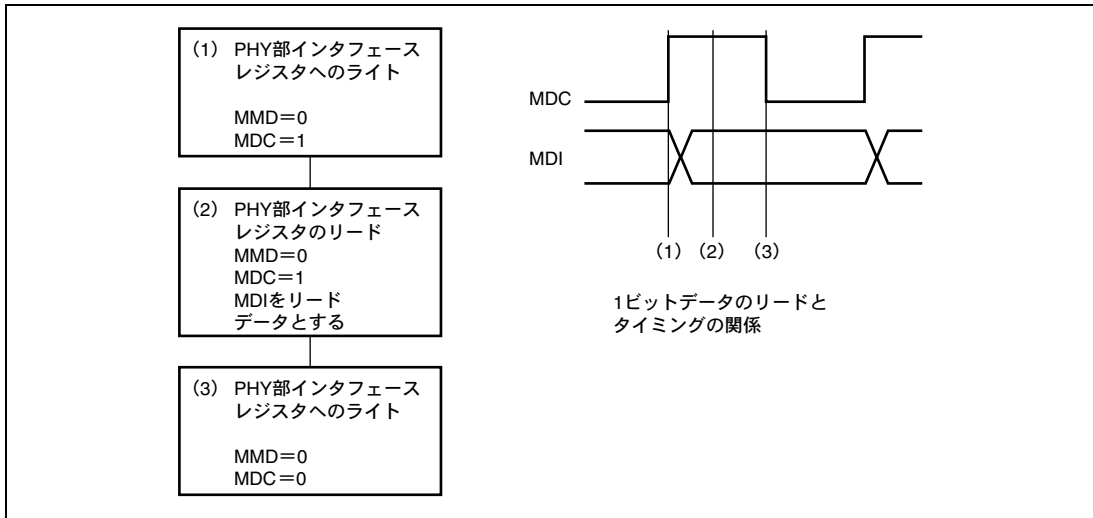 (1) PHY部インタフェース
レジスタへのライト
MMD=0
MDC=1
(2) PHY部インタフェース
レジスタのリード
MMD=0
MDC=1
MDIをリード
データとする
(3) PHY部インタフェース
レジスタへのライト
MMD=0
MDC=0
MDC
MDI
(1) (2) (3)
1ビットデータのリードと
タイミングの関係